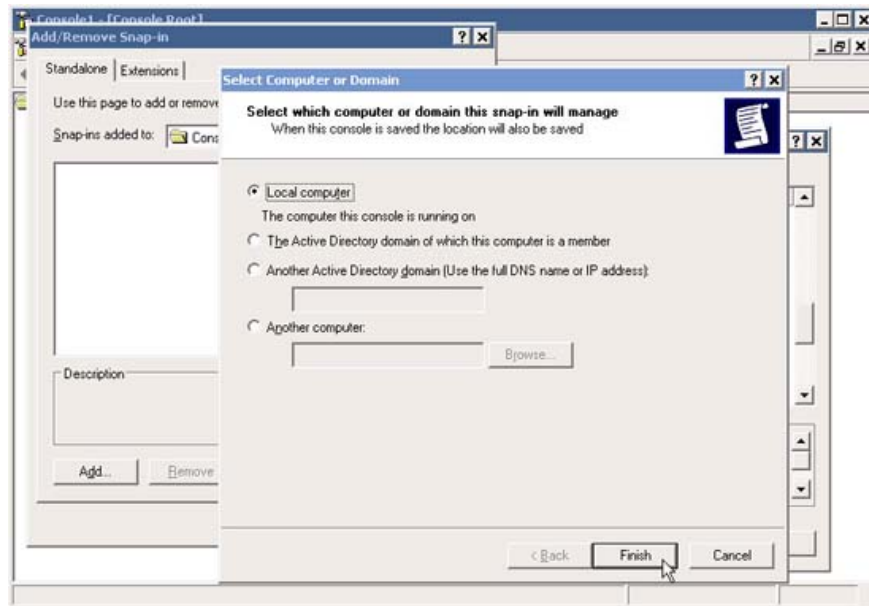 Console1 - [Console Root]
Add/Remove Snap-in
Standalone
Extensions
Use this page to add or remove
Snap-ins added to:
Cons
Description
Add...
Remove
Select Computer or Domain
Select which computer or domain this snap-in will manage
When this console is saved the location will also be saved
Local computer
The computer this console is running on
The Active Directory domain of which this computer is a member
Another Active Directory domain (Use the full DNS name or IP address):
Another computer:
Browse...
< Back
Finish
Cancel